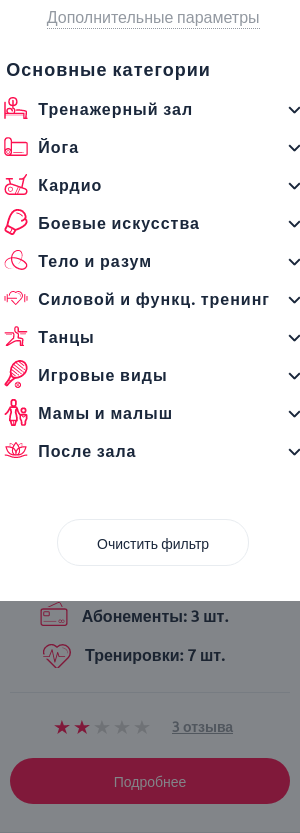 Дополнительные параметры
Основные категории
Тренажерный зал
Йога
Кардио
Боевые искусства
Тело и разум
Силовой и функц. тренинг
Танцы
Игровые виды
Мамы и малыш
После зала
Очистить фильтр
Абонементы: 3 шт.
Тренировки: 7 шт.
3 отзыва
Подробнее